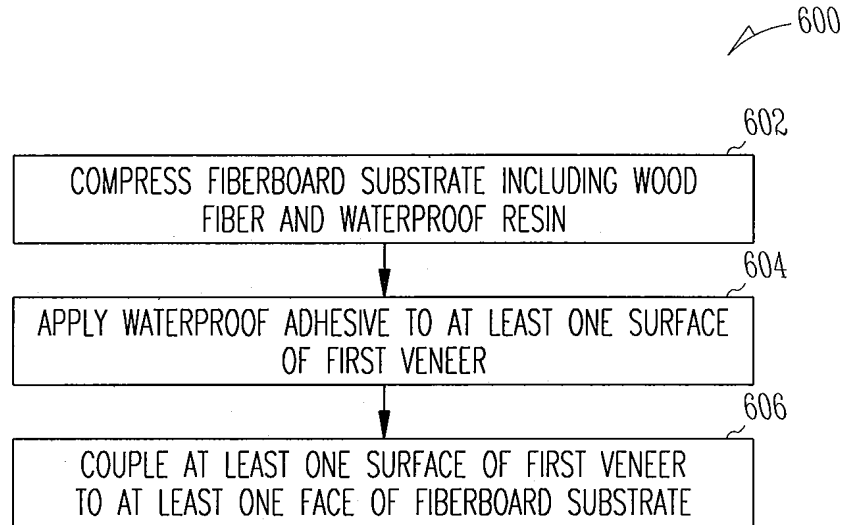 600
602
COMPRESS FIBERBOARD SUBSTRATE INCLUDING WOOD
FIBER AND WATERPROOF RESIN
604
APPLY WATERPROOF ADHESIVE TO AT LEAST ONE SURFACE
OF FIRST VENEER
606
COUPLE AT LEAST ONE SURFACE OF FIRST VENEER
TO AT LEAST ONE FACE OF FIBERBOARD SUBSTRATE